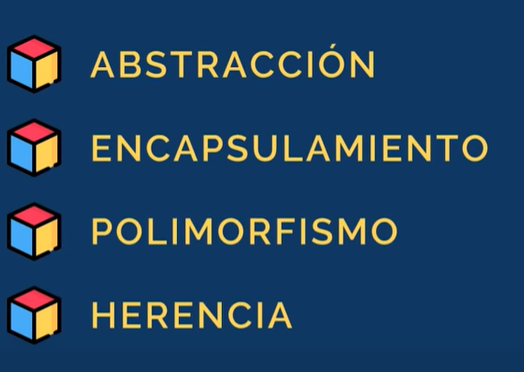 ABSTRACCIÓN
ENCAPSULAMIENTO
POLIMORFISMO
HERENCIA